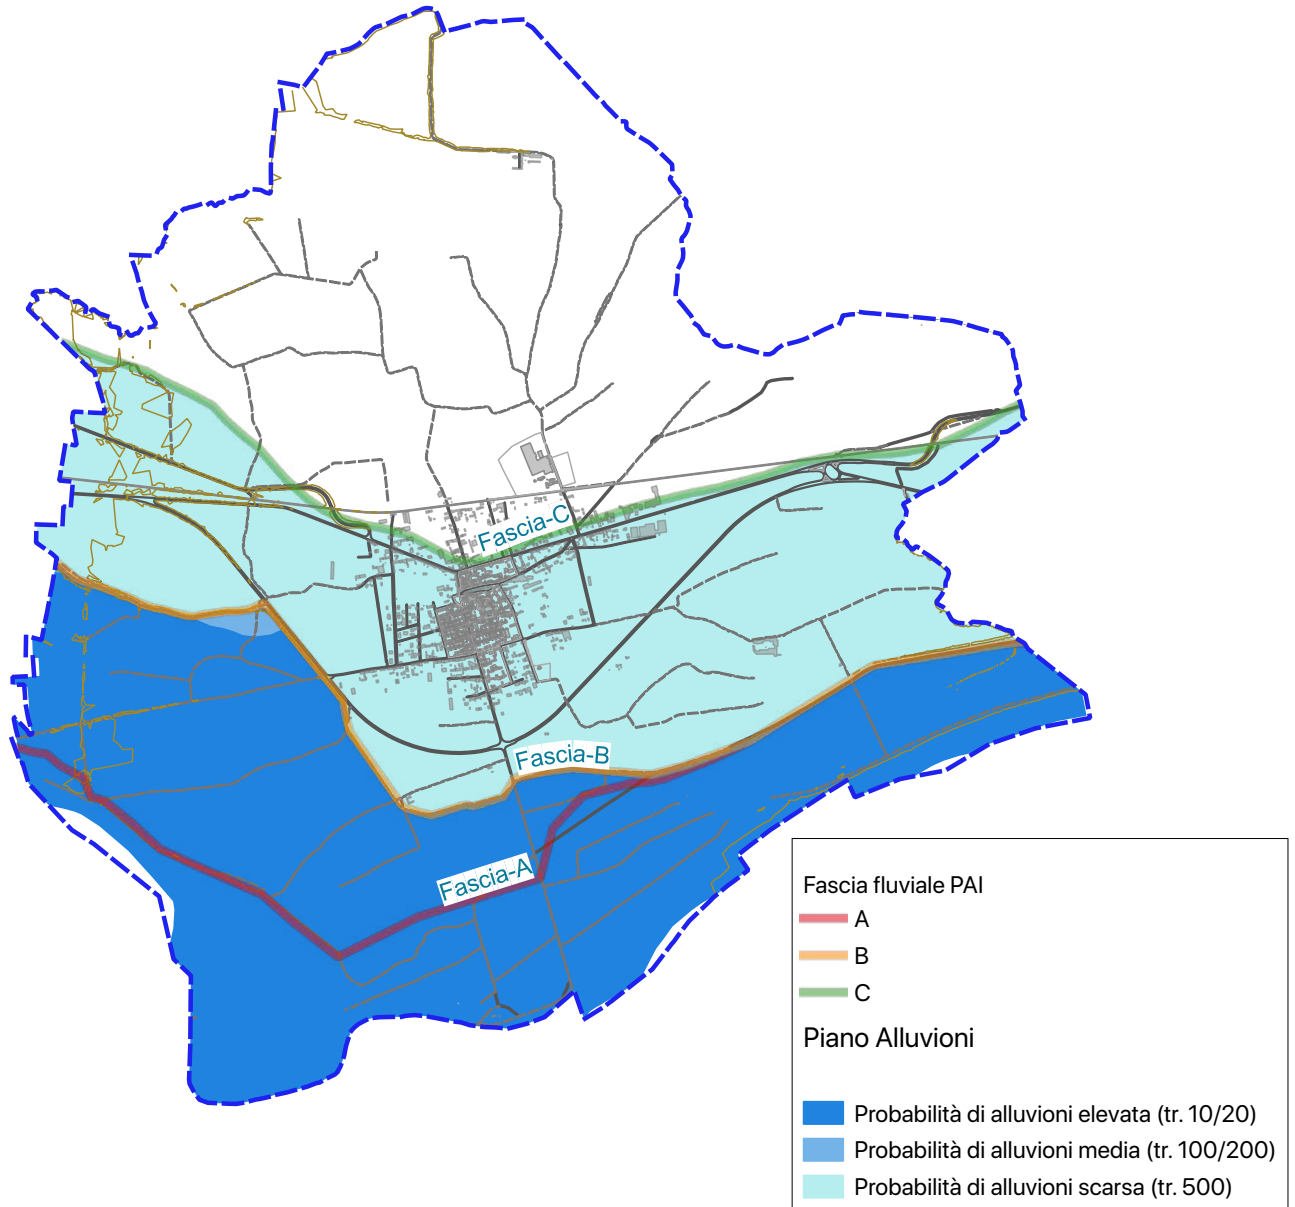 Fascia-C
Fascia-B
Fascia-A
Fascia fluviale PAI
A
B
C
Piano Alluvioni
Probabilità di alluvioni elevata (tr. 10/20)
Probabilità di alluvioni media (tr. 100/200)
Probabilità di alluvioni scarsa (tr. 500)